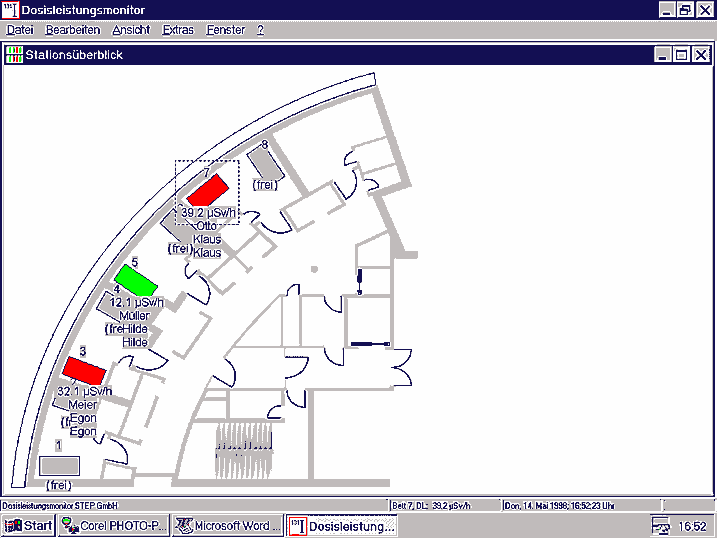 131 I Dosisleistungsmonitor
Datei Bearbeiten Ansicht Extras Fenster ?
Stationsüberblick
8
(frei)
7
39,2 µSv/h
Otto
Klaus
Klaus
(frei)
5
4
12,1 µSv/h
Müller
(freHilde
Hilde
3
32,1 µSv/h
Meier
Egon
Egon
1
(frei)
Dosisleistungsmonitor STEP GmbH
Bett 7, DL: 39,2 µSv/h
Don, 14. Mai 1998; 16:52:23 Uhr
Start
Corel PHOTO-P...
Microsoft Word ...
Dosisleistung...
16:52